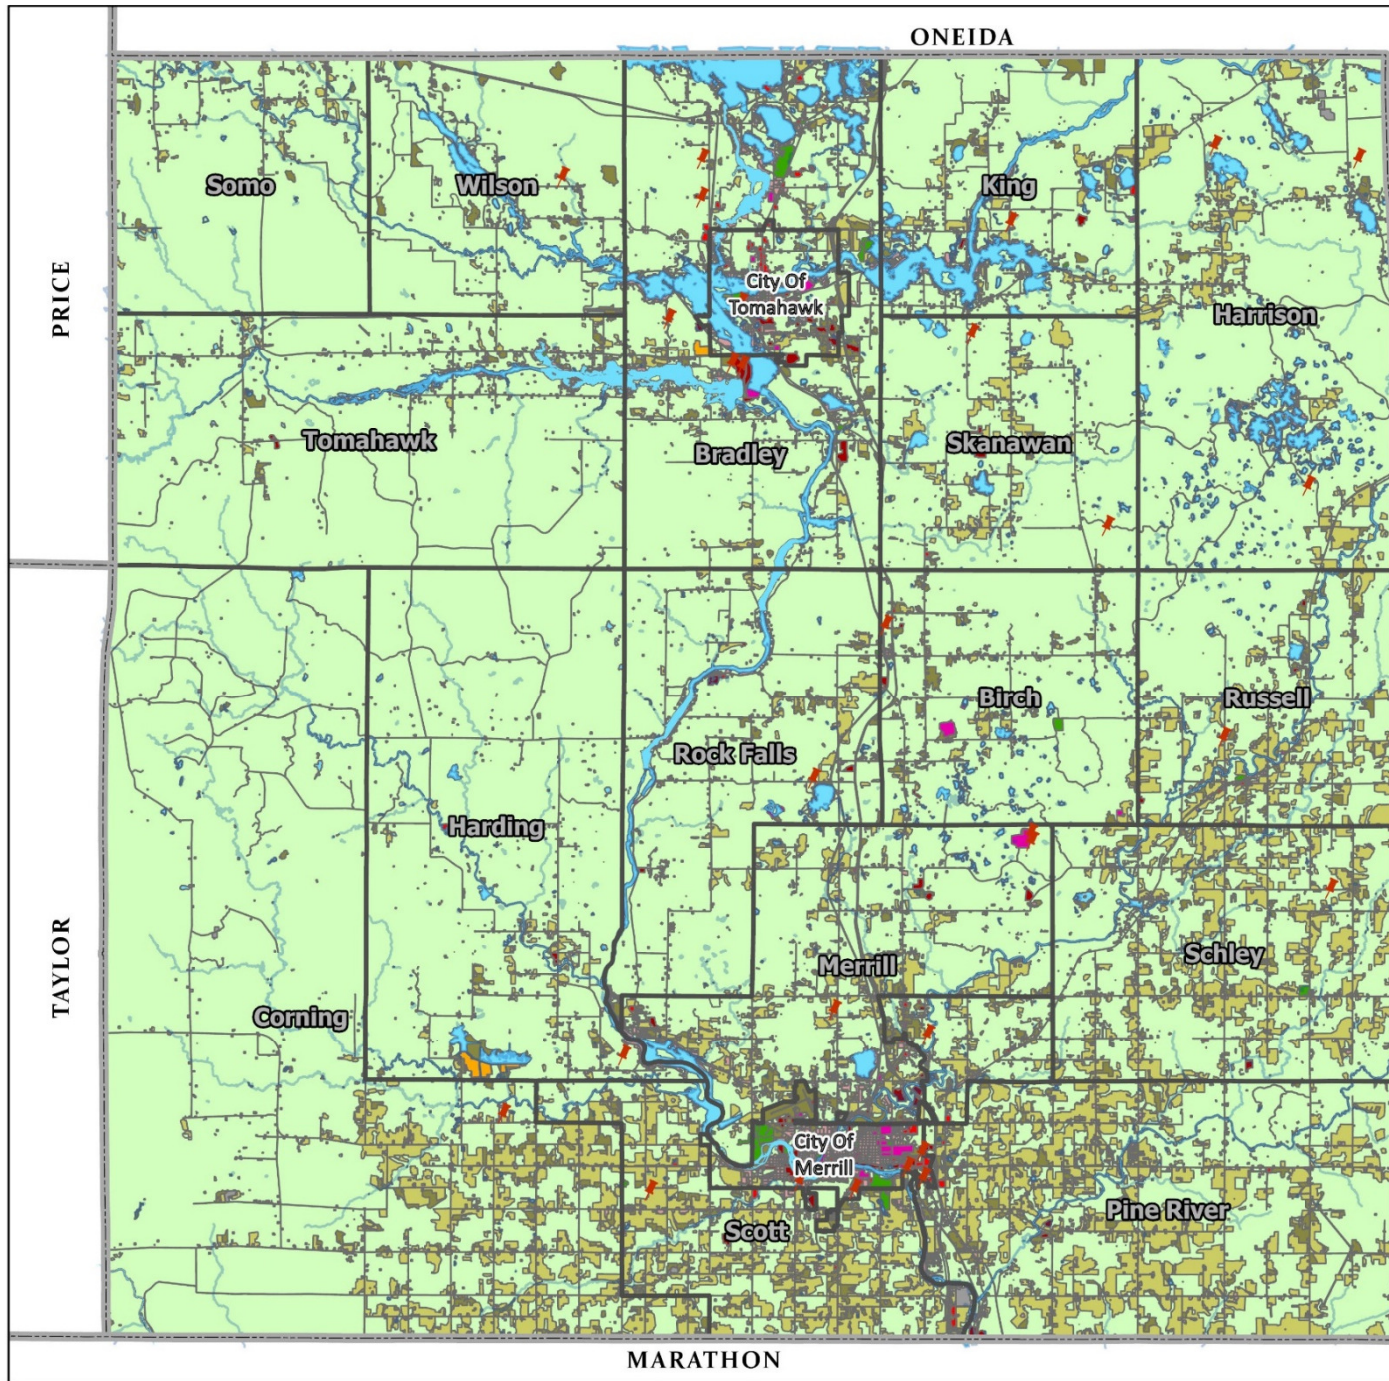 ONEIDA
Somo
Wilson
King
PRICE
City Of
Tomahawk
Harrison
Tomahawk
Bradley
Skanawan
Birch
Russell
Rock Falls
Harding
TAYLOR
Schley
Merrill
Corning
City Of
Merrill
Pine River
Scott
MARATHON